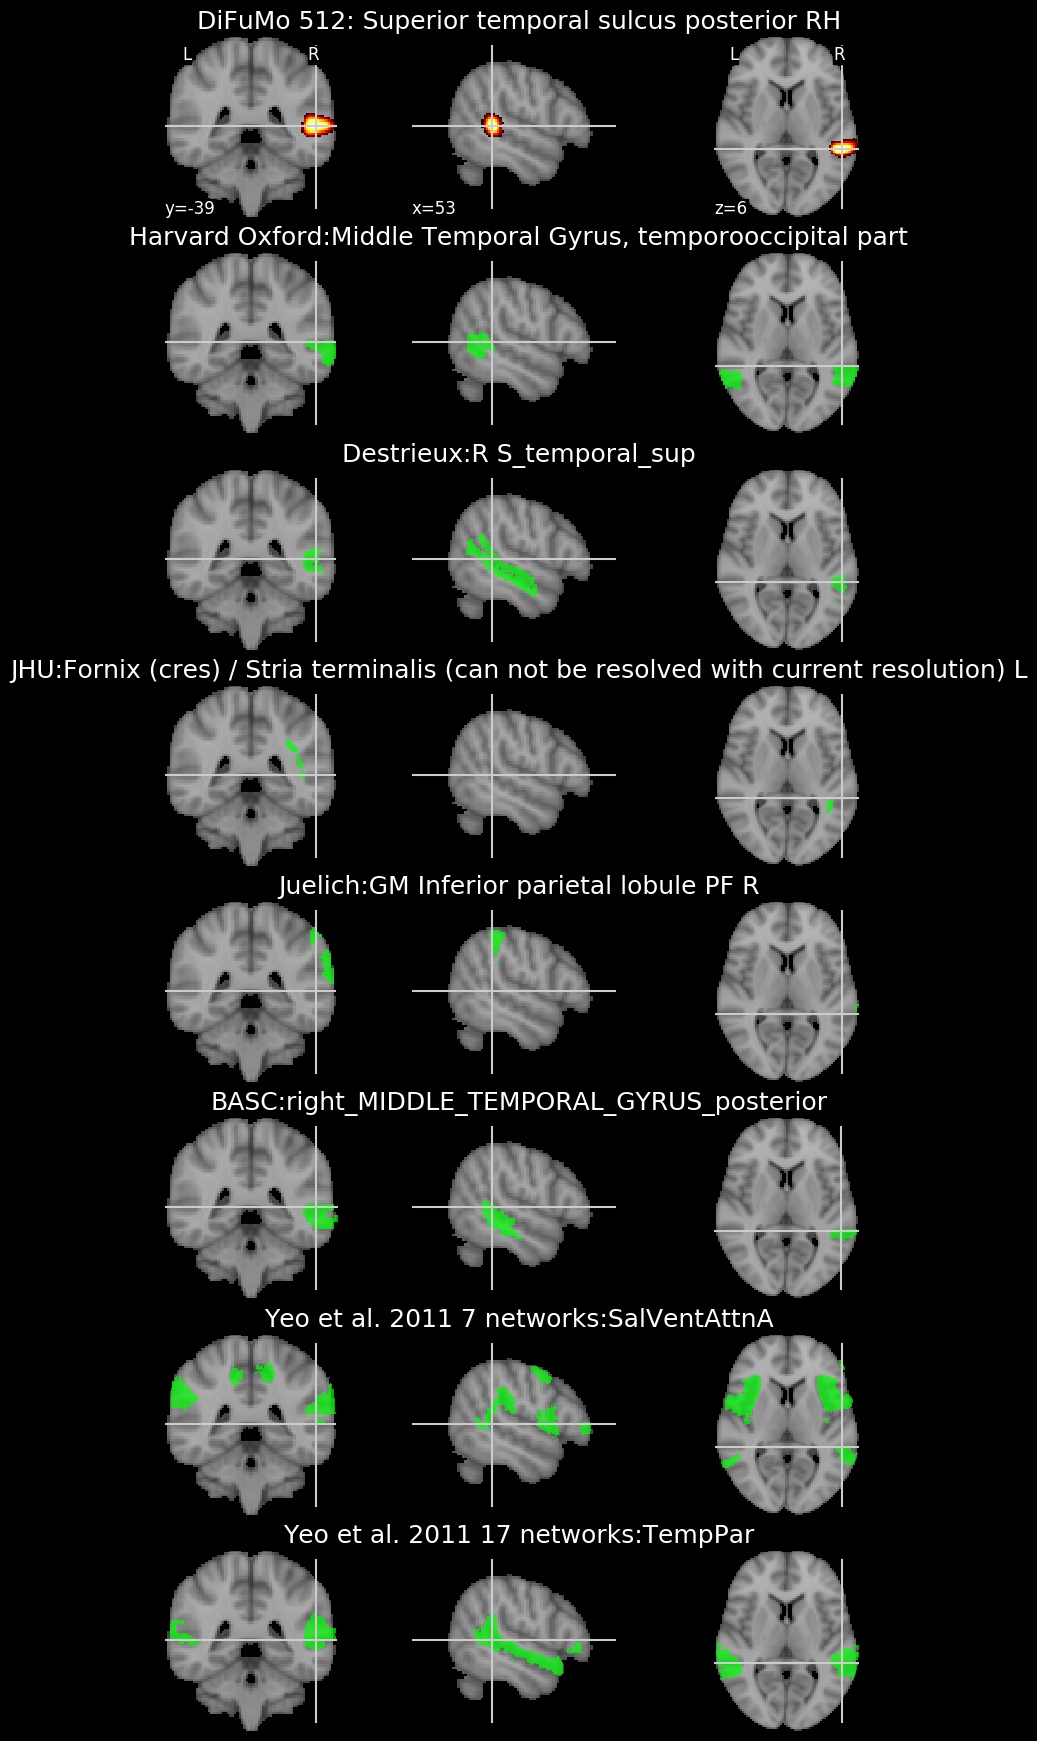 DiFuMo 512: Superior temporal sulcus posterior RH
L R L R
y=-39 x=53 z=6
Harvard Oxford:Middle Temporal Gyrus, temporooccipital part
Destrieux:R S_temporal_sup
JHU:Fornix (cres) / Stria terminalis (can not be resolved with current resolution) L
Juelich:GM Inferior parietal lobule PF R
BASC:right_MIDDLE_TEMPORAL_GYRUS_posterior
Yeo et al. 2011 7 networks:SalVentAttnA
Yeo et al. 2011 17 networks:TempPar